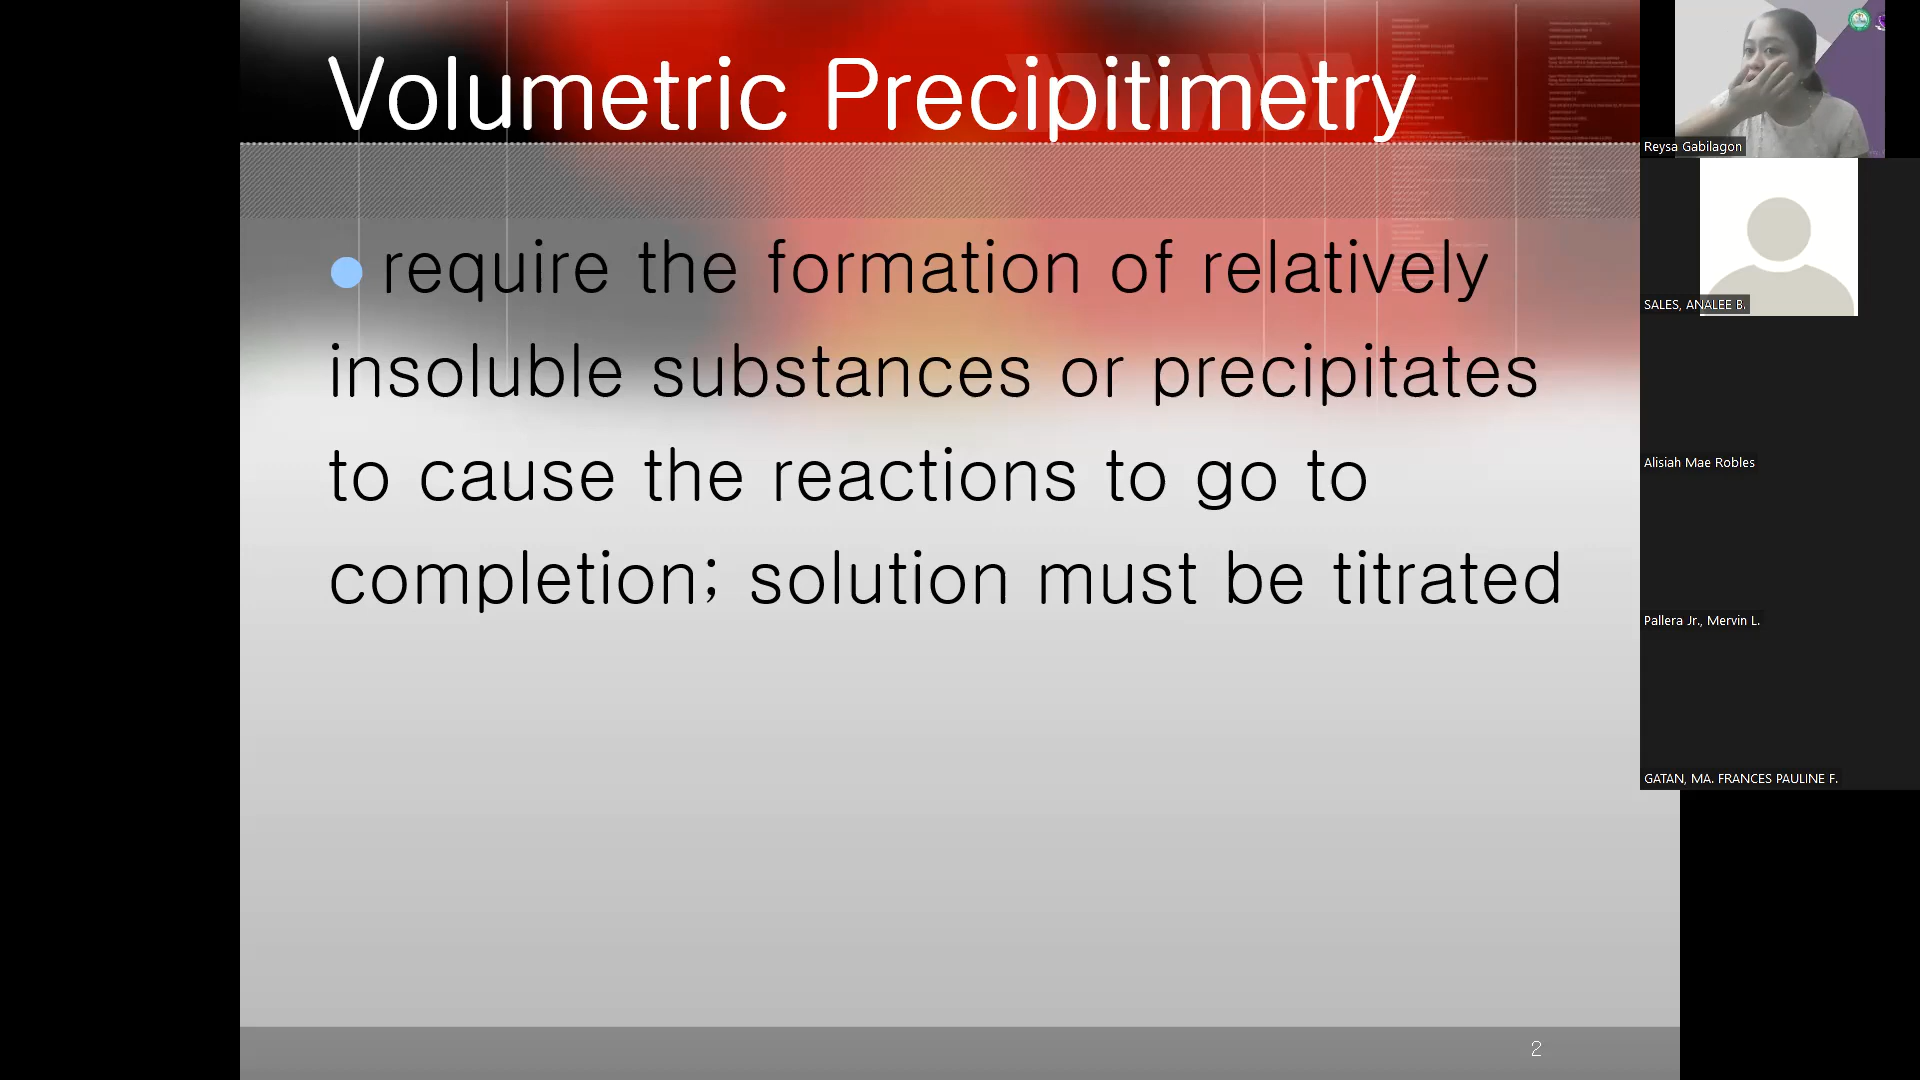 Volumetric Precipitimetry
require the formation of relatively
insoluble substances or precipitates
to cause the reactions to go to
completion; solution must be titrated
2
Reysa Gabilagon
SALES, ANALEE B.
Alisiah Mae Robles
Pallera Jr., Mervin L.
GATAN, MA. FRANCES PAULINE F.